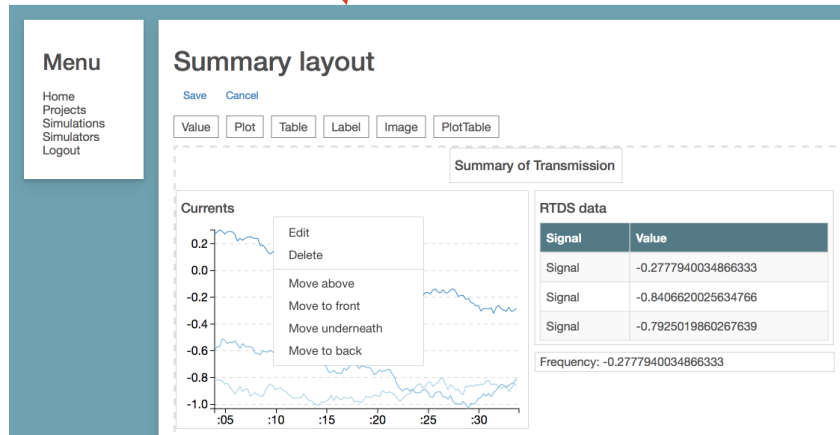 Menu
Home
Projects
Simulations
Simulators
Logout
Summary layout
Save Cancel
Value Plot Table Label Image PlotTable
Summary of Transmission
Currents
0.2
0.0
-0.2
-0.4
-0.6
-0.8
-1.0
:05 :10 :15 :20 :25 :30
Edit
Delete
Move above
Move to front
Move underneath
Move to back
RTDS data
Signal Value
Signal -0.2777940034866333
Signal -0.8406620025634766
Signal -0.7925019860267639
Frequency: -0.2777940034866333